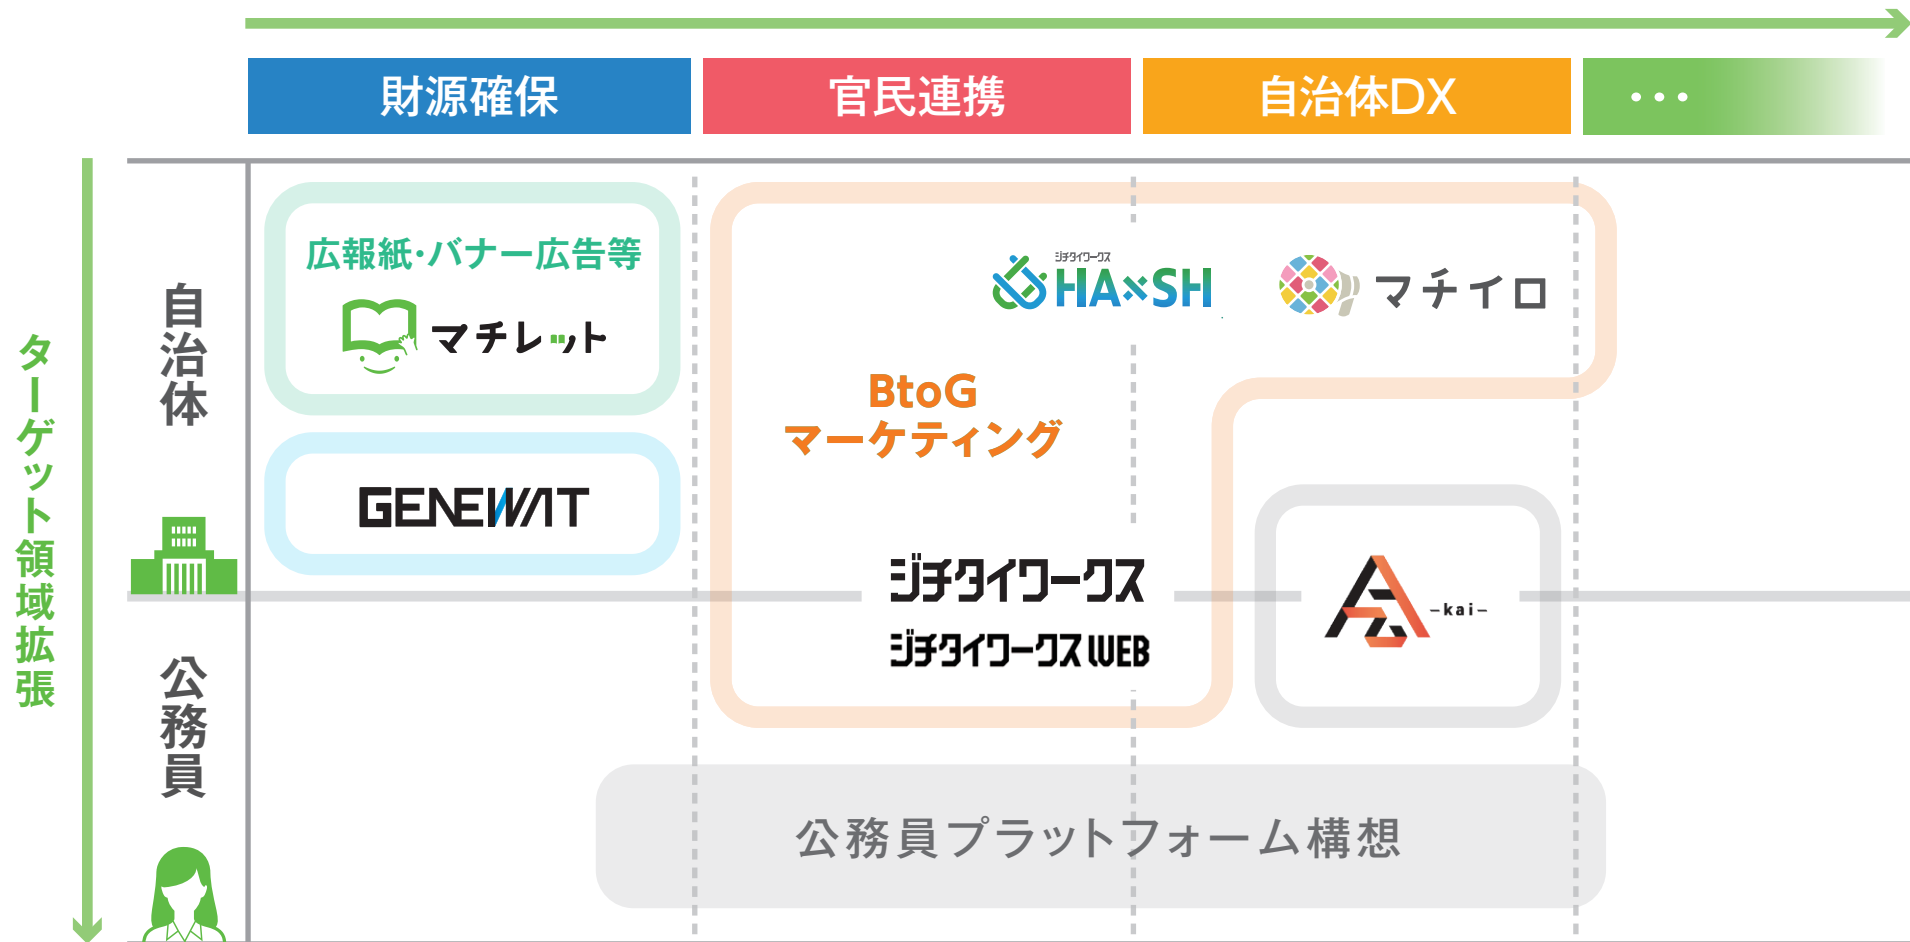 財源確保
官民連携
自治体DX
・・・
ターゲット領域拡張
自治体
公務員
広報紙・バナー広告等
マチレット
GENEWAT
ジチタイワークス
HA×SH
マチイロ
BtoG
マーケティング
ジチタイワークス
ジチタイワークス WEB
–kai–
公務員プラットフォーム構想